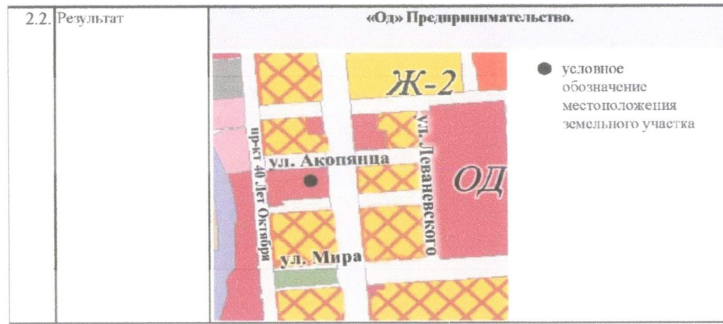 2.2. Результат
«Од» Предпринимательство.
Ж-2
ул. Леваневского
пр-кт 40 Лет Октября
ул. Акопянца
ОД
ул. Мира
условное
обозначение
местоположения
земельного участка